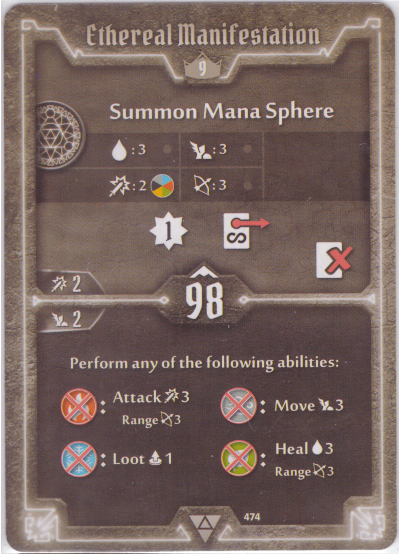 Ethereal Manifestation
9
Summon Mana Sphere
: 3 : 3
: 2 : 3
1
2
98
2
Perform any of the following abilities:
: Attack 3
Range 3
: Move 3
: Loot 1
: Heal 3
Range 3
474